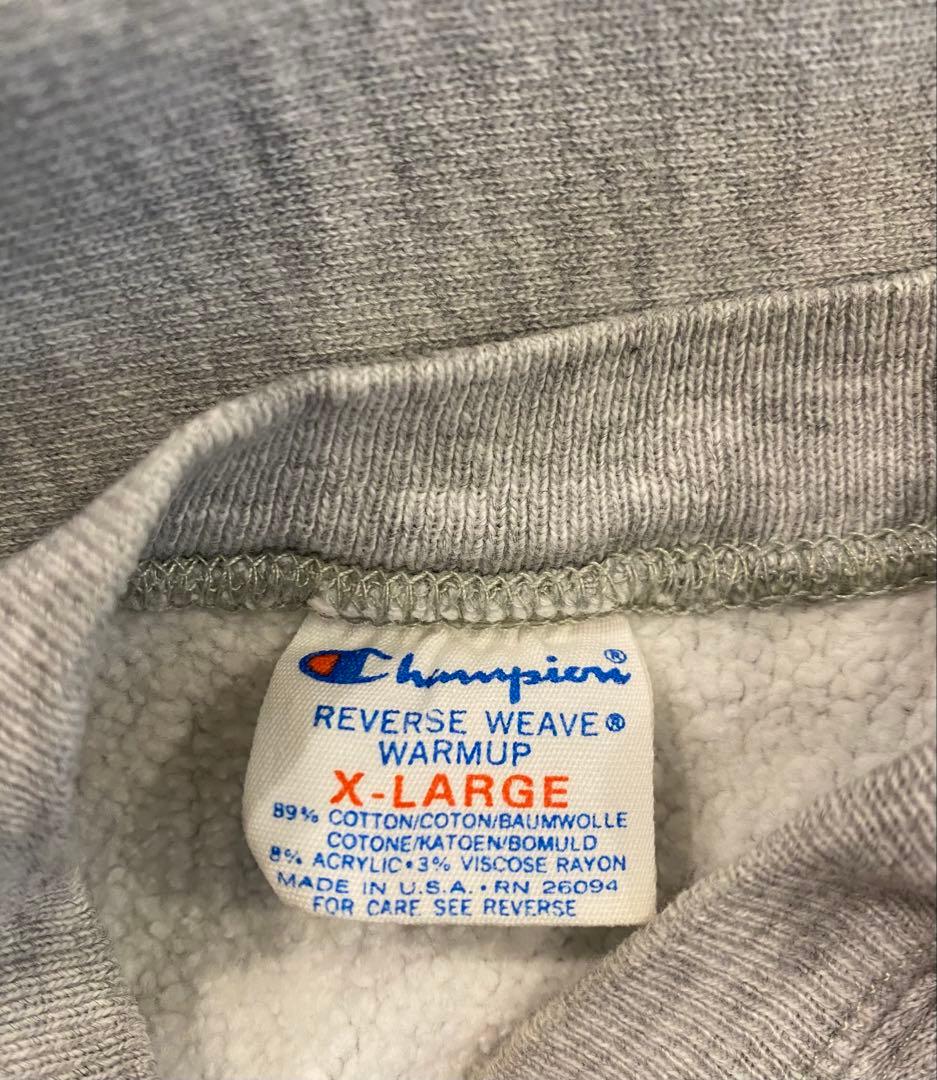 Champion®
REVERSE WEAVE®
WARMUP
X-LARGE
89% COTTON/COTON/BAUMWOLLE
COTONE/KATOEN/BOMULD
8% ACRYLIC•3% VISCOSE RAYON
MADE IN U.S.A.•RN 26094
FOR CARE SEE REVERSE